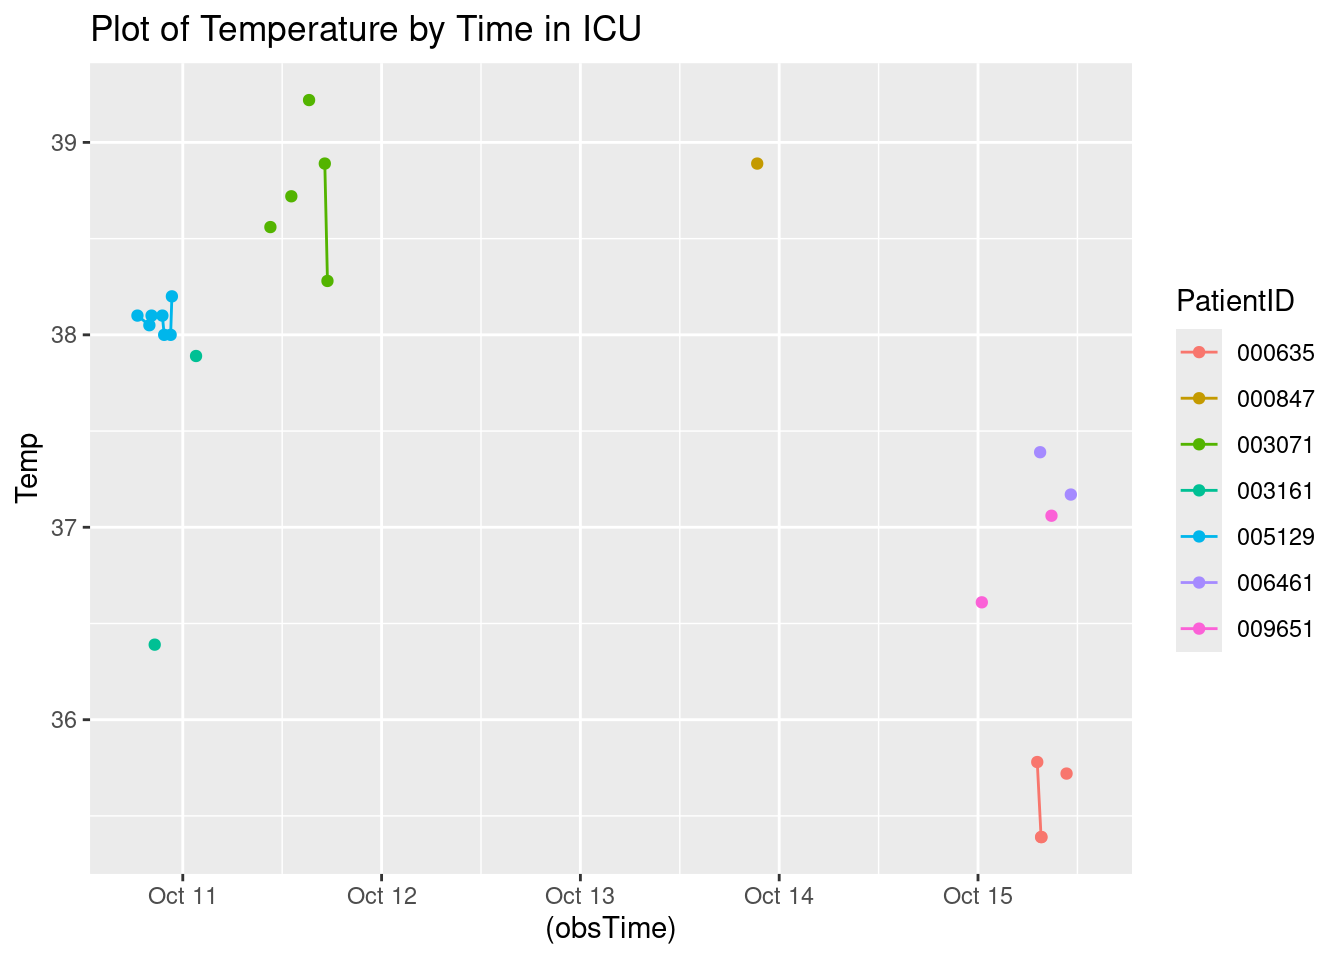 Plot of Temperature by Time in ICU
39
38
37
36
Temp
Oct 11
Oct 12
Oct 13
Oct 14
Oct 15
(obsTime)
PatientID
000635
000847
003071
003161
005129
006461
009651